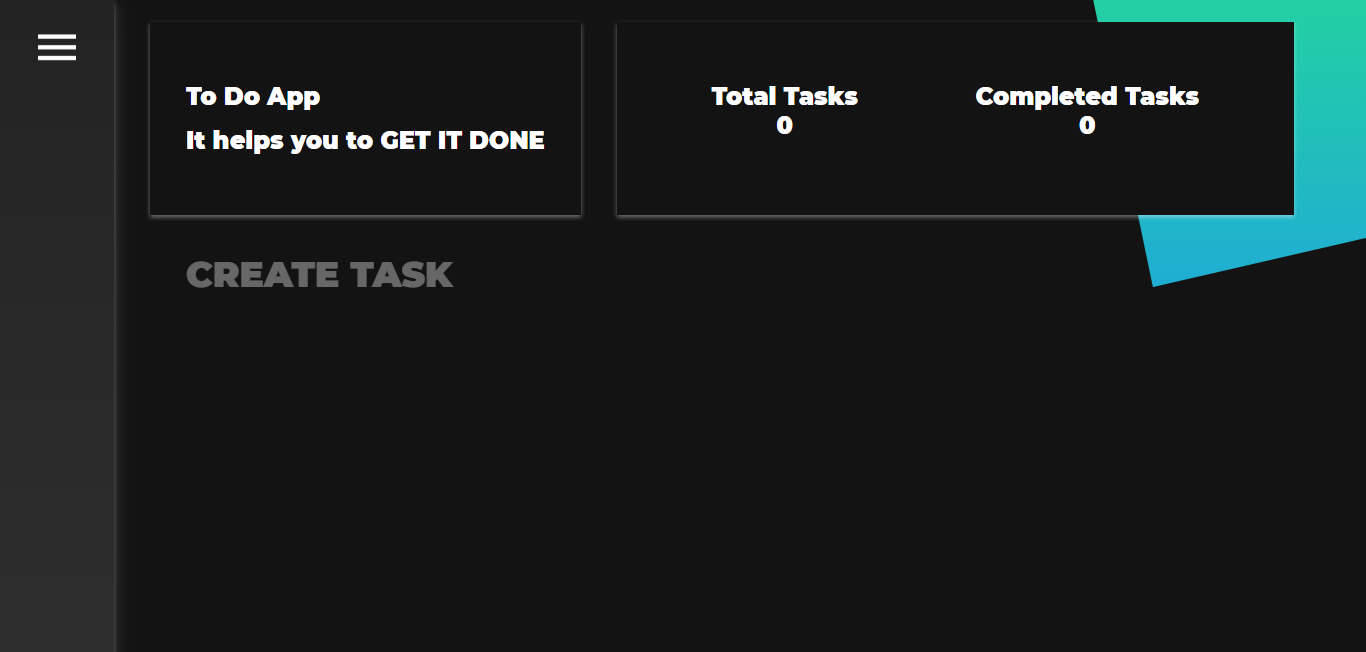 To Do App
It helps you to GET IT DONE
Total Tasks
0
Completed Tasks
0
CREATE TASK